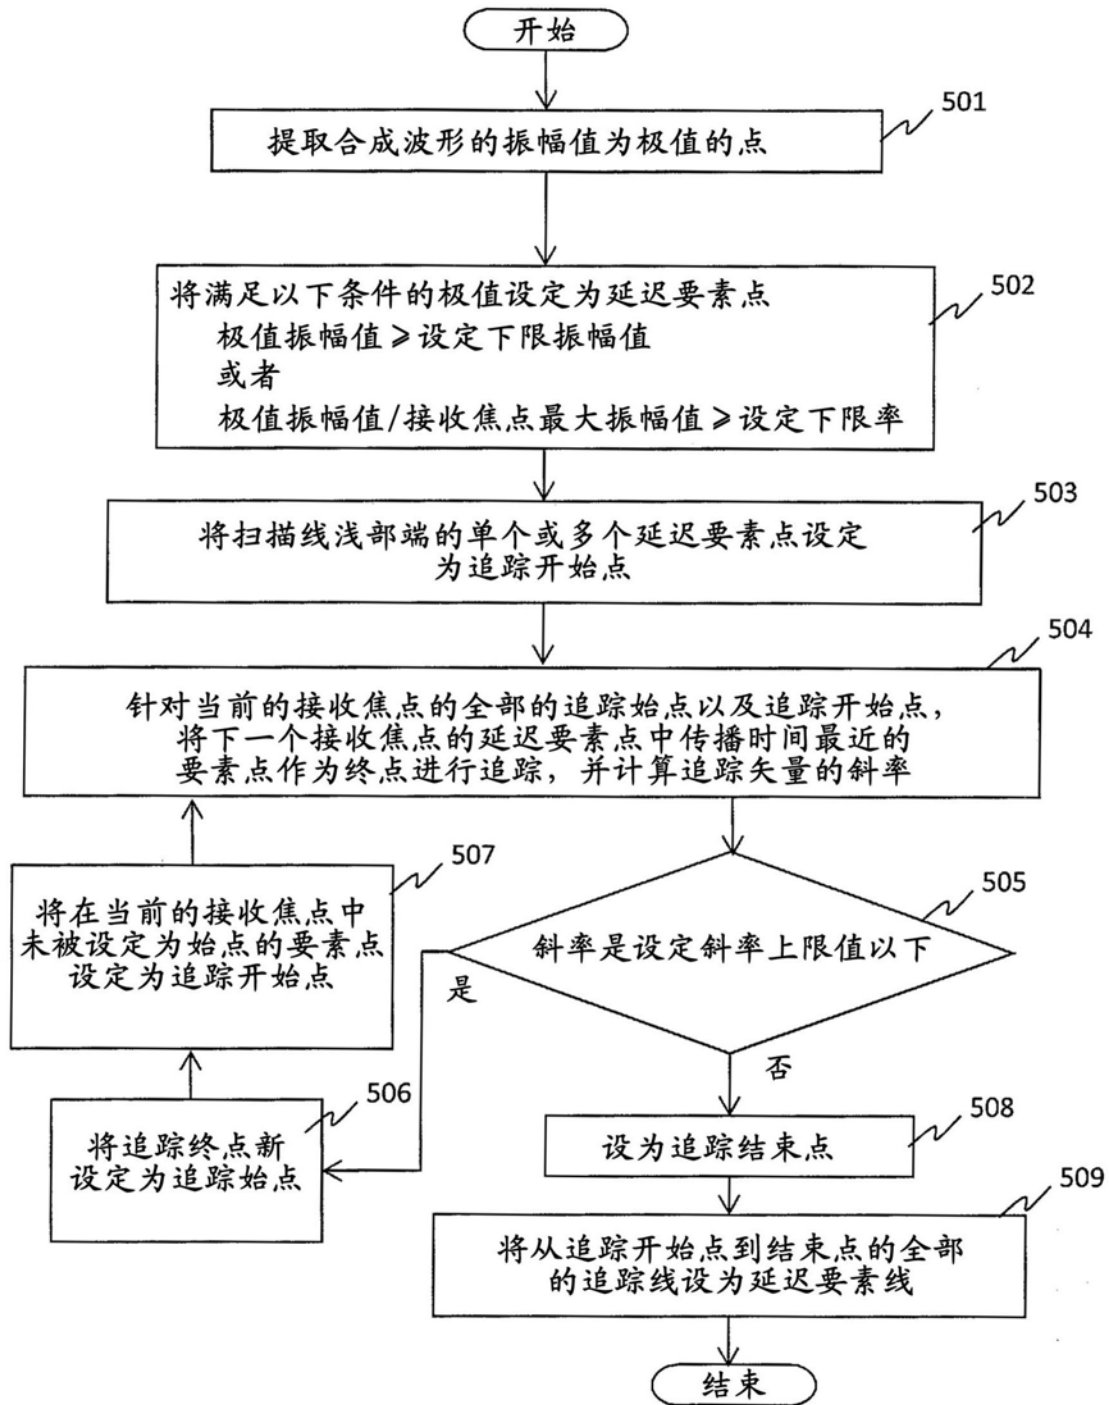 开始
501
提取合成波形的振幅值为极值的点
502
将满足以下条件的极值设定为延迟要素点
极值振幅值≥设定下限振幅值
或者
极值振幅值/接收焦点最大振幅值≥设定下限率
503
将扫描线浅部端的单个或多个延迟要素点设定
为追踪开始点
504
针对当前的接收焦点的全部的追踪始点以及追踪开始点，
将下一个接收焦点的延迟要素点中传播时间最近的
要素点作为终点进行追踪，并计算追踪矢量的斜率
507
将在当前的接收焦点中
未被设定为始点的要素点
设定为追踪开始点
505
斜率是设定斜率上限值以下
是
否
506
将追踪终点新
设定为追踪始点
508
设为追踪结束点
509
将从追踪开始点到结束点的全部
的追踪线设为延迟要素线
结束